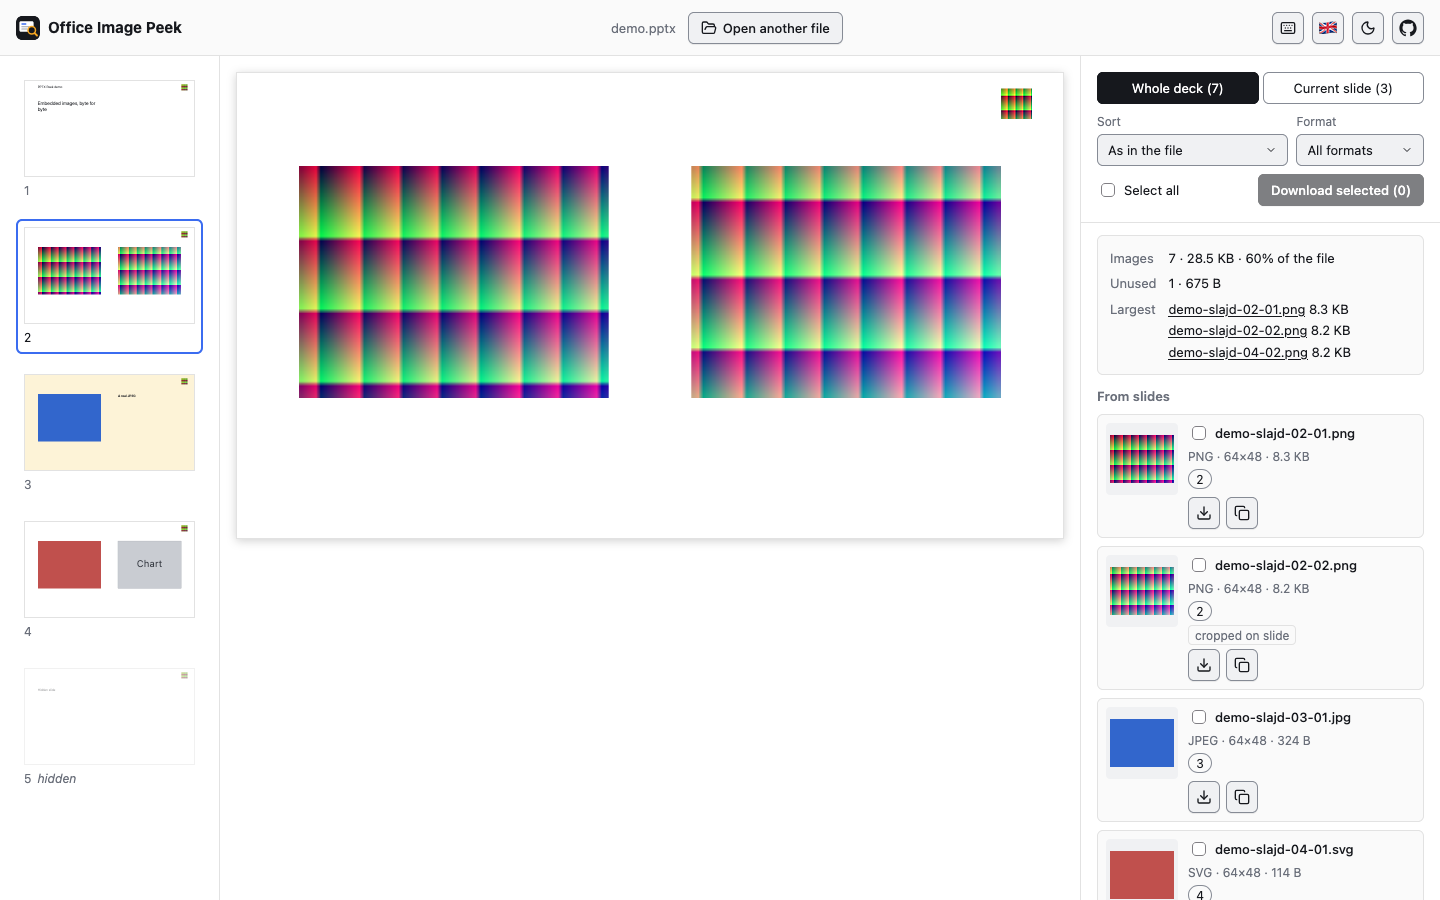 Office Image Peek
demo.pptx
Open another file
Embedded images, byte for
byte
1
2
3
Chart
4
5 hidden
Whole deck (7)
Current slide (3)
Sort
Format
As in the file
All formats
Select all
Download selected (0)
Images 7 · 28.5 KB · 60% of the file
Unused 1 · 675 B
Largest demo-slajd-02-01.png 8.3 KB
demo-slajd-02-02.png 8.2 KB
demo-slajd-04-02.png 8.2 KB
From slides
demo-slajd-02-01.png
PNG · 64×48 · 8.3 KB
2
demo-slajd-02-02.png
PNG · 64×48 · 8.2 KB
2
cropped on slide
demo-slajd-03-01.jpg
JPEG · 64×48 · 324 B
3
demo-slajd-04-01.svg
SVG · 64×48 · 114 B
4